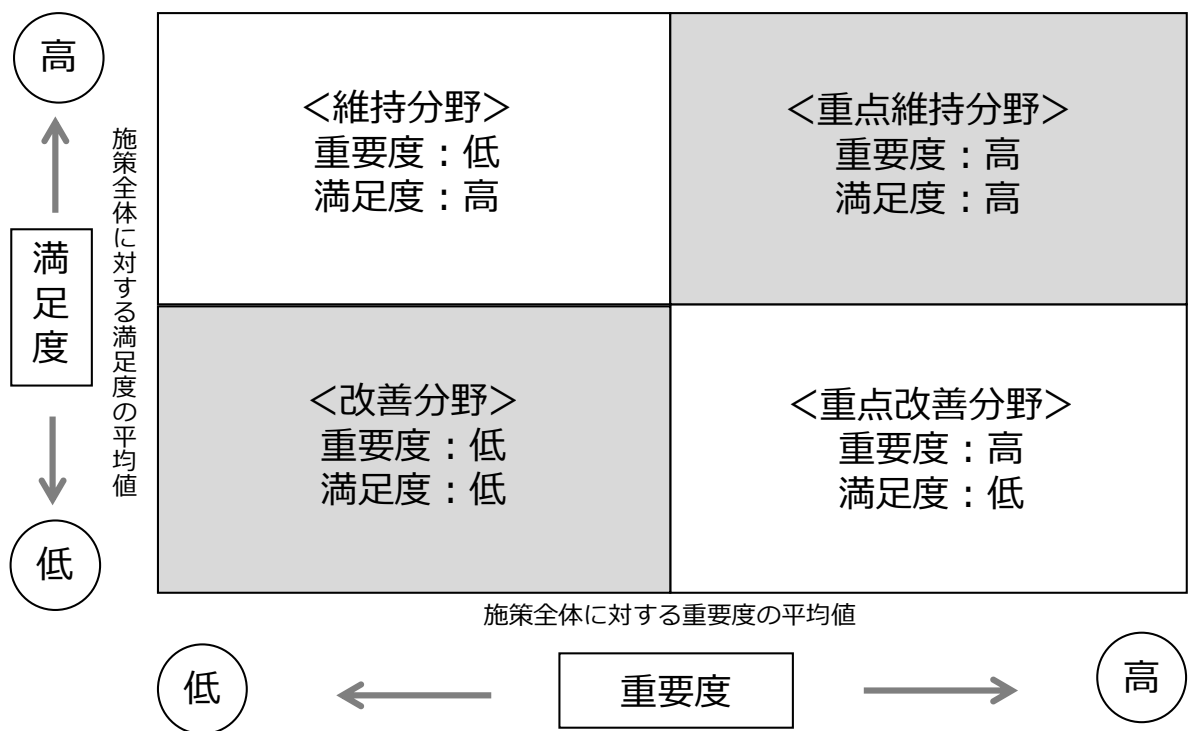 高
満足度
低
施策全体に対する満足度の平均値
＜維持分野＞
重要度：低
満足度：高
＜重点維持分野＞
重要度：高
満足度：高
＜改善分野＞
重要度：低
満足度：低
＜重点改善分野＞
重要度：高
満足度：低
施策全体に対する重要度の平均値
低
重要度
高